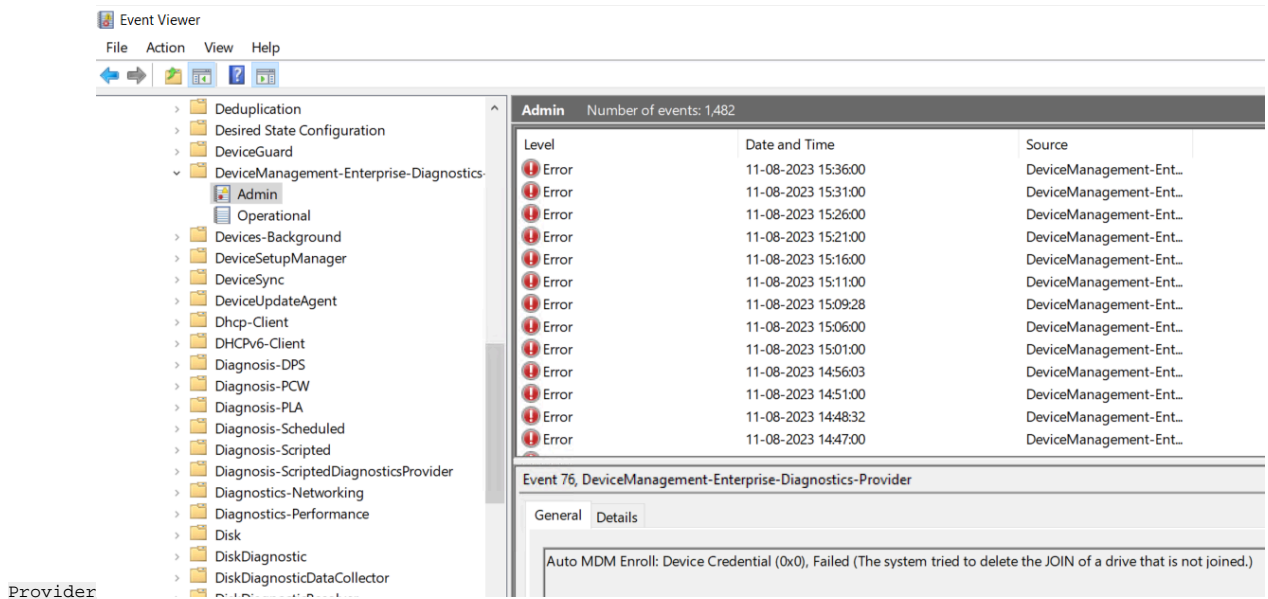 Event Viewer
File Action View Help
Deduplication
Desired State Configuration
DeviceGuard
DeviceManagement-Enterprise-Diagnostics-
Admin
Operational
Devices-Background
DeviceSetupManager
DeviceSync
DeviceUpdateAgent
Dhcp-Client
DHCPv6-Client
Diagnosis-DPS
Diagnosis-PCW
Diagnosis-PLA
Diagnosis-Scheduled
Diagnosis-Scripted
Diagnosis-ScriptedDiagnosticsProvider
Diagnostics-Networking
Diagnostics-Performance
Disk
DiskDiagnostic
DiskDiagnosticDataCollector
Admin Number of events: 1,482
Level Date and Time Source
Error 11-08-2023 15:36:00 DeviceManagement-Ent...
Error 11-08-2023 15:31:00 DeviceManagement-Ent...
Error 11-08-2023 15:26:00 DeviceManagement-Ent...
Error 11-08-2023 15:21:00 DeviceManagement-Ent...
Error 11-08-2023 15:16:00 DeviceManagement-Ent...
Error 11-08-2023 15:11:00 DeviceManagement-Ent...
Error 11-08-2023 15:09:28 DeviceManagement-Ent...
Error 11-08-2023 15:06:00 DeviceManagement-Ent...
Error 11-08-2023 15:01:00 DeviceManagement-Ent...
Error 11-08-2023 14:56:03 DeviceManagement-Ent...
Error 11-08-2023 14:51:00 DeviceManagement-Ent...
Error 11-08-2023 14:48:32 DeviceManagement-Ent...
Error 11-08-2023 14:47:00 DeviceManagement-Ent...
Event 76, DeviceManagement-Enterprise-Diagnostics-Provider
General Details
Auto MDM Enroll: Device Credential (0x0), Failed (The system tried to delete the JOIN of a drive that is not joined.)
Provider